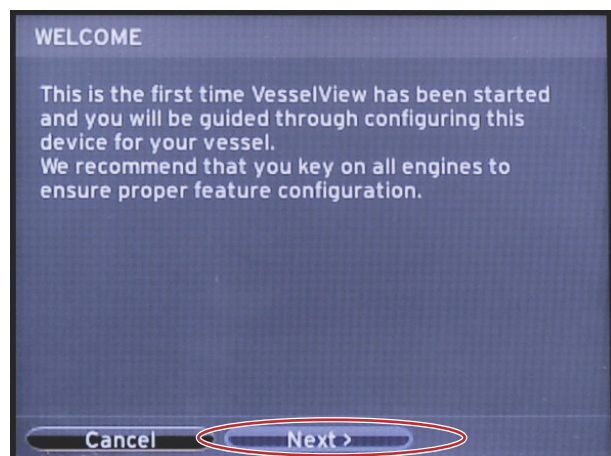 WELCOME
This is the first time VesselView has been started
and you will be guided through configuring this
device for your vessel.
We recommend that you key on all engines to
ensure proper feature configuration.
Cancel
Next >